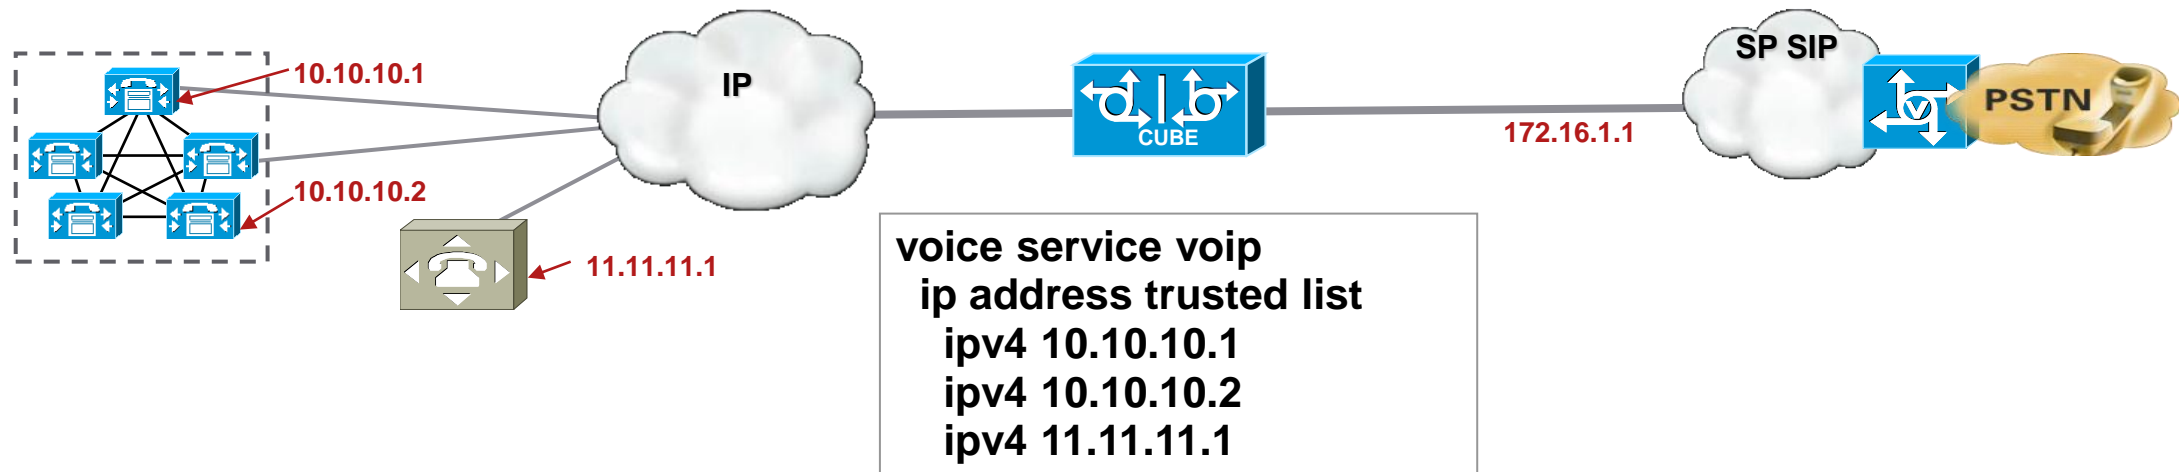 10.10.10.1
10.10.10.2
11.11.11.1
IP
CUBE
172.16.1.1
SP SIP
V
PSTN
voice service voip
ip address trusted list
ipv4 10.10.10.1
ipv4 10.10.10.2
ipv4 11.11.11.1